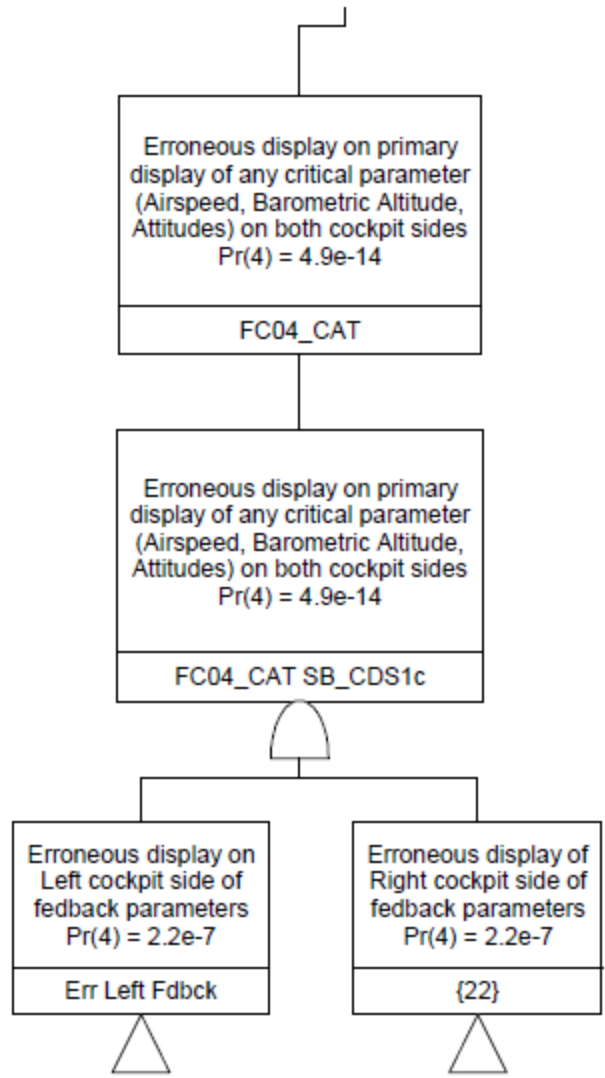 Erroneous display on primary
display of any critical parameter
(Airspeed, Barometric Altitude,
Attitudes) on both cockpit sides
Pr(4) = 4.9e-14
FC04_CAT
Erroneous display on primary
display of any critical parameter
(Airspeed, Barometric Altitude,
Attitudes) on both cockpit sides
Pr(4) = 4.9e-14
FC04_CAT SB_CDS1c
Erroneous display on
Left cockpit side of
fedback parameters
Pr(4) = 2.2e-7
Err Left Fdbck
Erroneous display of
Right cockpit side of
fedback parameters
Pr(4) = 2.2e-7
{22}